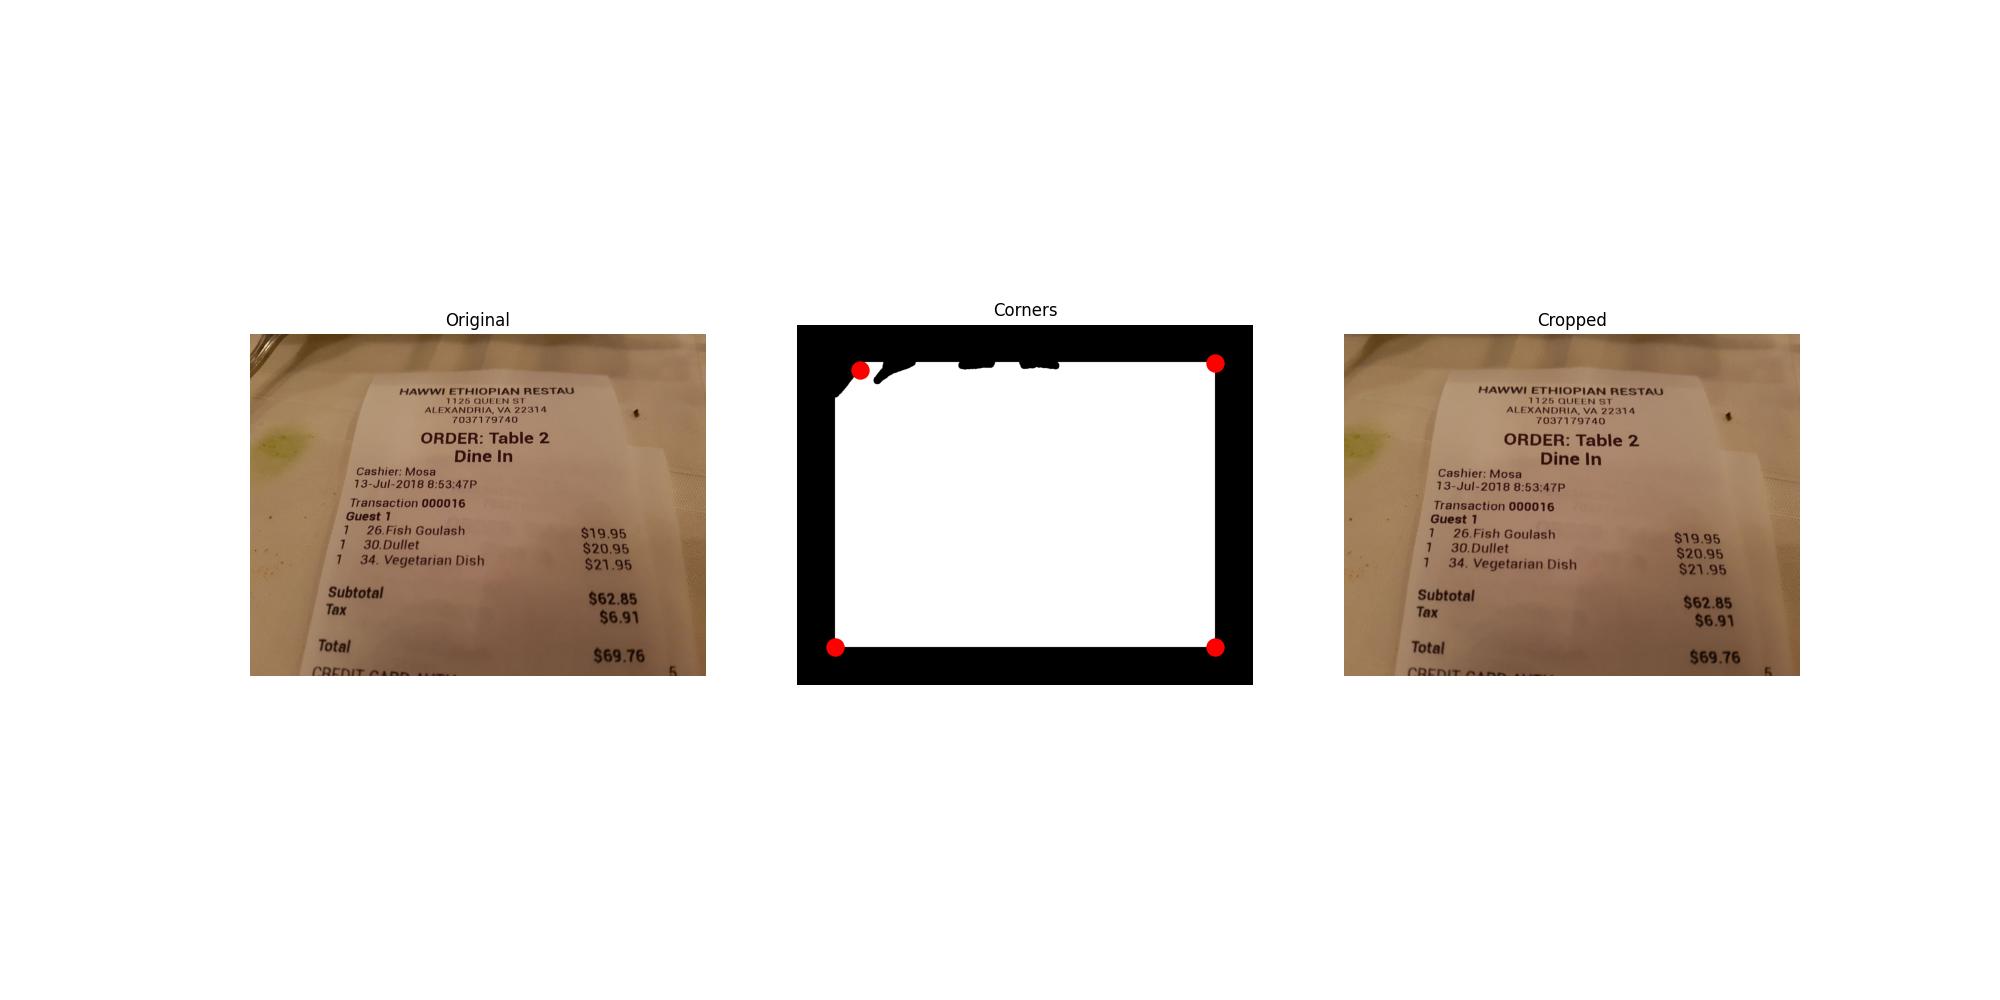 Original
HAWWI ETHIOPIAN RESTAU
1125 QUEEN ST
ALEXANDRIA, VA 22314
7037179740
ORDER: Table 2
Dine In
Cashier: Mosa
13-Jul-2018 8:53:47P
Transaction 000016
Guest 1
1 26.Fish Goulash $19.95
1 30.Dullet $20.95
1 34. Vegetarian Dish $21.95
Subtotal $62.85
Tax $6.91
Total $69.76
CREDIT CARD 5
Corners
Cropped
HAWWI ETHIOPIAN RESTAU
1125 QUEEN ST
ALEXANDRIA, VA 22314
7037179740
ORDER: Table 2
Dine In
Cashier: Mosa
13-Jul-2018 8:53:47P
Transaction 000016
Guest 1
1 26.Fish Goulash $19.95
1 30.Dullet $20.95
1 34. Vegetarian Dish $21.95
Subtotal $62.85
Tax $6.91
Total $69.76
CREDIT CARD 5